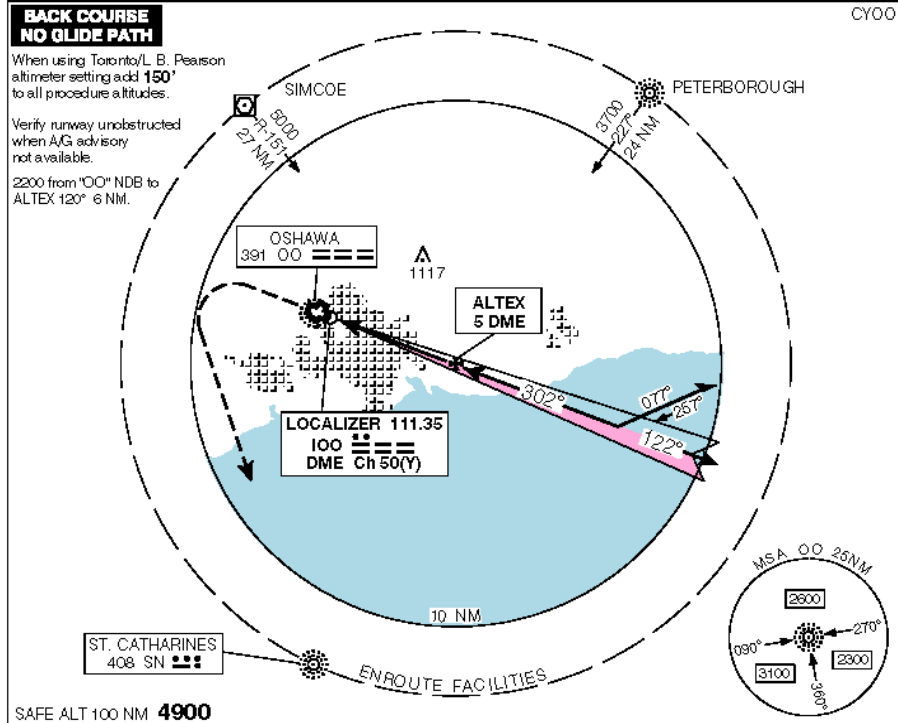 BACK COURSE
NO GLIDE PATH
CYOO
When using Toronto/L. B. Pearson
altimeter setting add 150'
to all procedure altitudes.
Verify runway unobstructed
when A/G advisory
not available.
2200 from "OO" NDB to
ALTEX 120° 6 NM.
SIMCOE
5000
R-151
27 NM
PETERBOROUGH
3700
227°
24 NM
OSHAWA
391 OO
1117
ALTEX
5 DME
302°
077°
257°
122°
LOCALIZER 111.35
IOO
DME Ch 50(Y)
10 NM
ST. CATHARINES
408 SN
ENROUTE FACILITIES
MSA OO 25NM
2600
270°
090°
2300
3100
360°
SAFE ALT 100 NM 4900